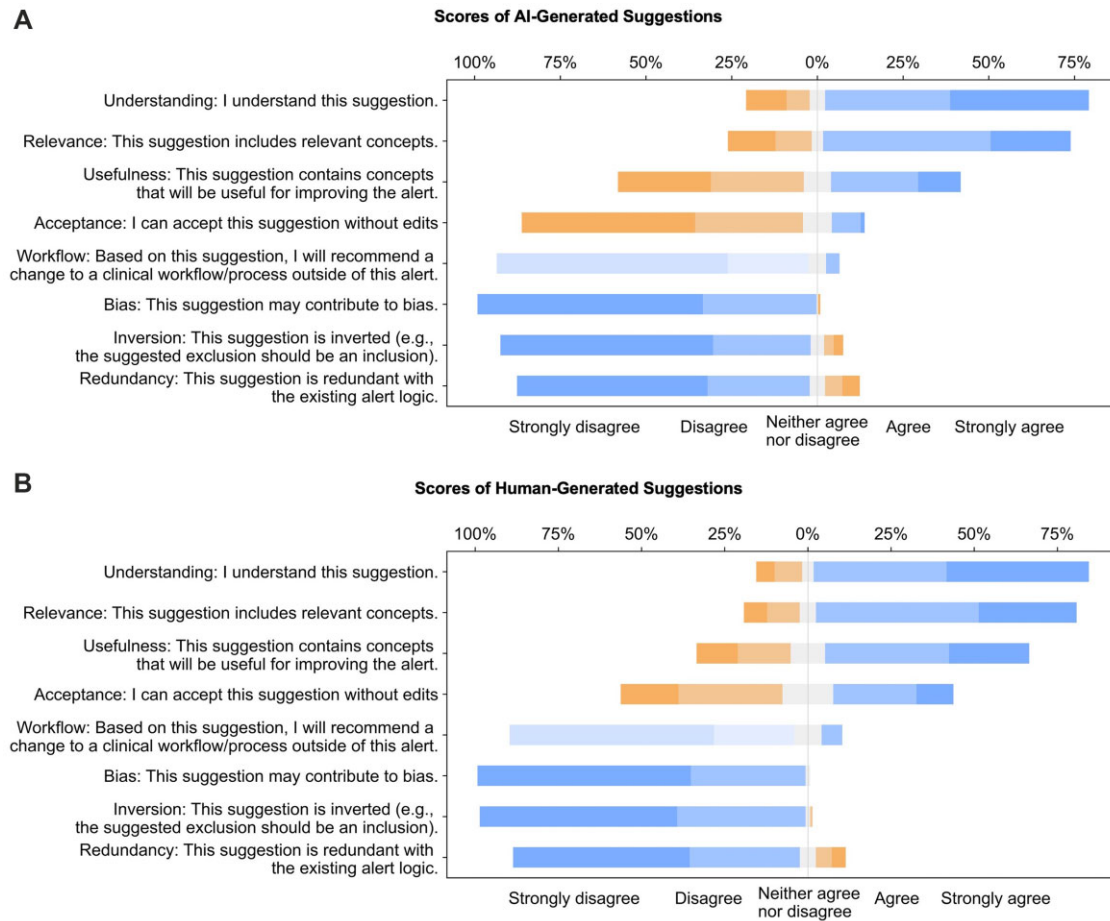 A
Scores of AI-Generated Suggestions
100% 75% 50% 25% 0% 25% 50% 75%
Understanding: I understand this suggestion.
Relevance: This suggestion includes relevant concepts.
Usefulness: This suggestion contains concepts
that will be useful for improving the alert.
Acceptance: I can accept this suggestion without edits
Workflow: Based on this suggestion, I will recommend a
change to a clinical workflow/process outside of this alert.
Bias: This suggestion may contribute to bias.
Inversion: This suggestion is inverted (e.g.,
the suggested exclusion should be an inclusion).
Redundancy: This suggestion is redundant with
the existing alert logic.
Strongly disagree Disagree Neither agree
nor disagree Agree Strongly agree
B
Scores of Human-Generated Suggestions
100% 75% 50% 25% 0% 25% 50% 75%
Understanding: I understand this suggestion.
Relevance: This suggestion includes relevant concepts.
Usefulness: This suggestion contains concepts
that will be useful for improving the alert.
Acceptance: I can accept this suggestion without edits
Workflow: Based on this suggestion, I will recommend a
change to a clinical workflow/process outside of this alert.
Bias: This suggestion may contribute to bias.
Inversion: This suggestion is inverted (e.g.,
the suggested exclusion should be an inclusion).
Redundancy: This suggestion is redundant with
the existing alert logic.
Strongly disagree Disagree Neither agree
nor disagree Agree Strongly agree